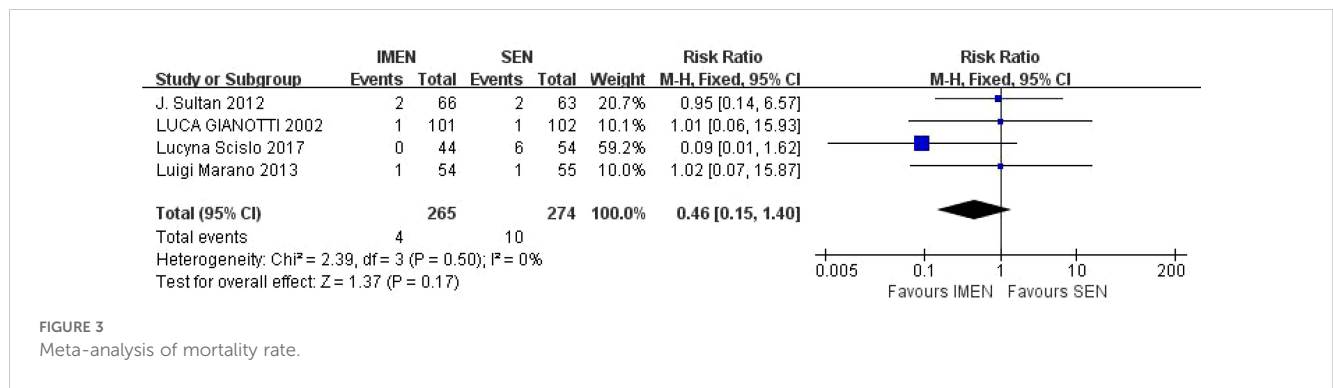 IMEN SEN Risk Ratio Risk Ratio
Study or Subgroup Events Total Events Total Weight M-H, Fixed, 95% CI M-H, Fixed, 95% CI
J. Sultan 2012 2 66 2 63 20.7% 0.95 [0.14, 6.57]
LUCA GIANOTTI 2002 1 101 1 102 10.1% 1.01 [0.06, 15.93]
Lucyna Scislo 2017 0 44 6 54 59.2% 0.09 [0.01, 1.62]
Luigi Marano 2013 1 54 1 55 10.0% 1.02 [0.07, 15.87]
Total (95% CI) 265 274 100.0% 0.46 [0.15, 1.40]
Total events 4 10
Heterogeneity: Chi² = 2.39, df = 3 (P = 0.50); I² = 0%
Test for overall effect: Z = 1.37 (P = 0.17)
0.005 0.1 1 10 200
Favours IMEN Favours SEN
FIGURE 3
Meta-analysis of mortality rate.